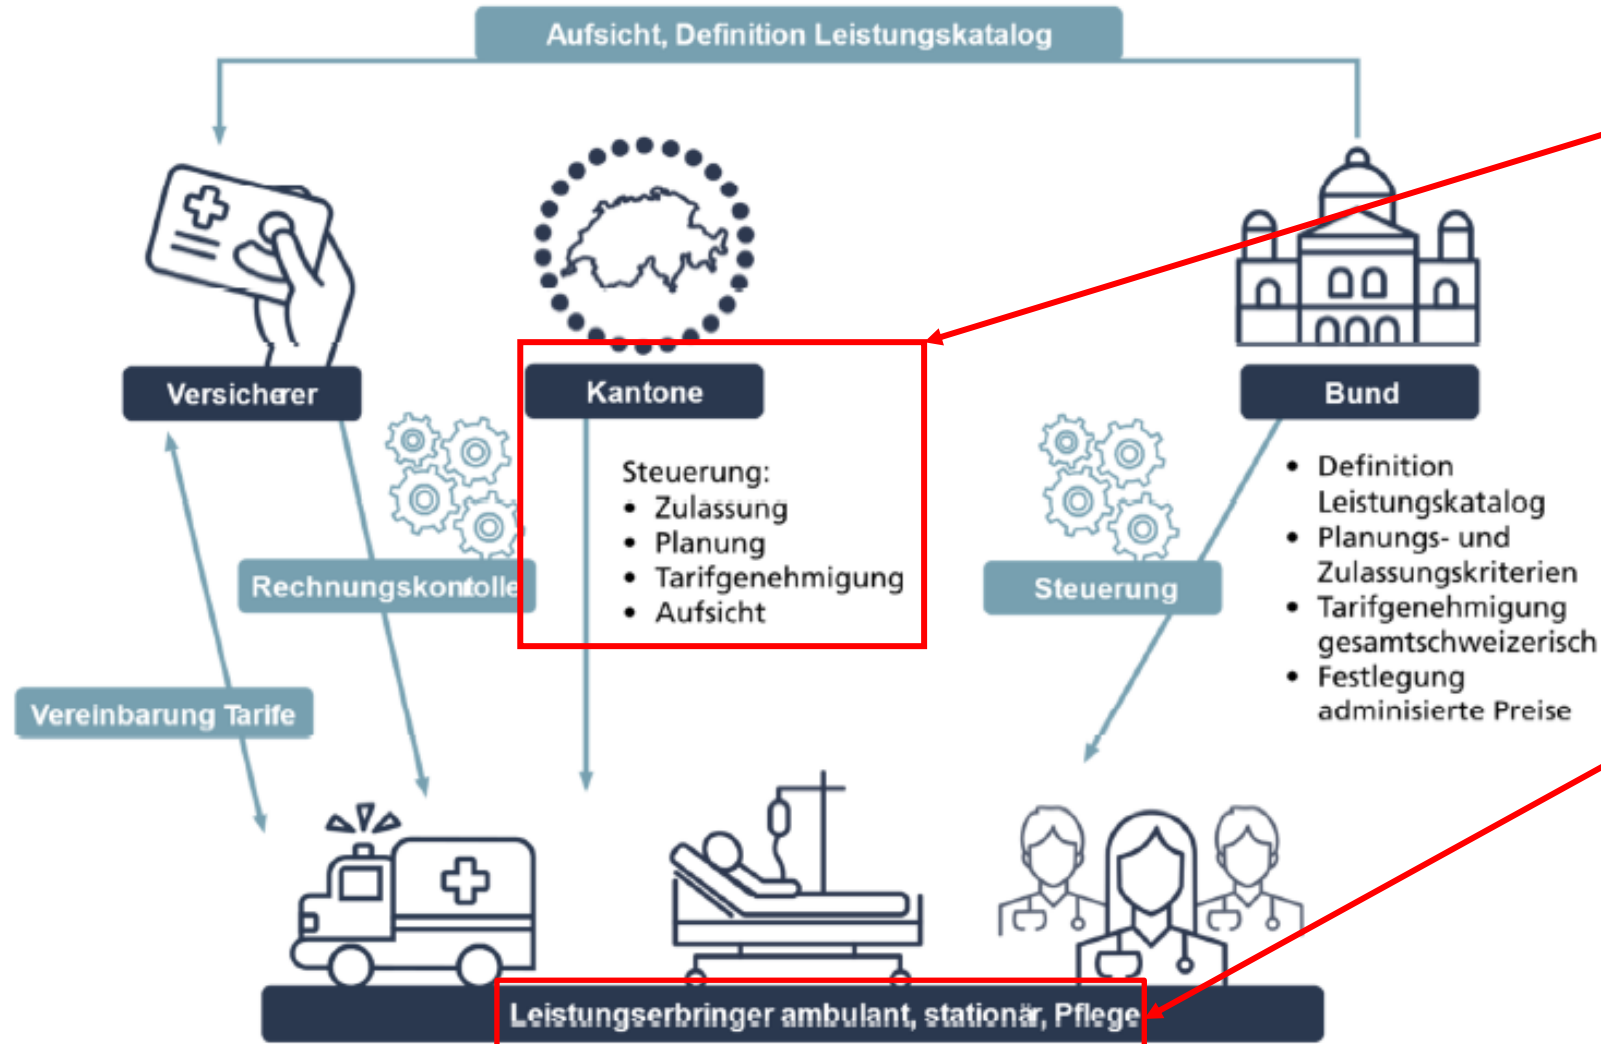 Aufsicht, Definition Leistungskatalog
Versicherer
Kantone
Bund
Steuerung:
• Zulassung
• Planung
• Tarifgenehmigung
• Aufsicht
• Definition
Leistungskatalog
• Planungs- und
Zulassungskriterien
• Tarifgenehmigung
gesamtschweizerisch
• Festlegung
adminisierte Preise
Rechnungskontolle
Steuerung
Vereinbarung Tarife
Leistungserbringer ambulant, stationär, Pflege